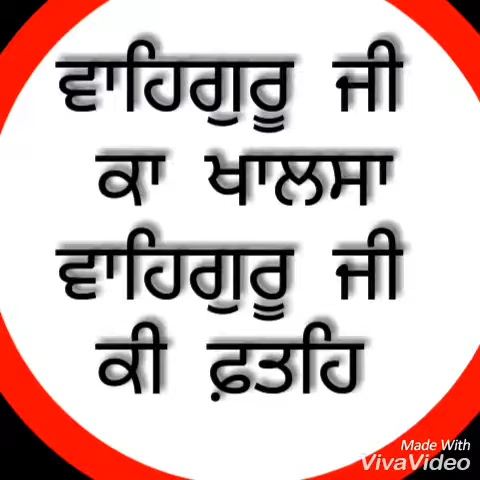 ਵਾਹਿਗੁਰੂ ਜੀ
ਕਾ ਖਾਲਸਾ
ਵਾਹਿਗੁਰੂ ਜੀ
ਕੀ ਫ਼ਤਹਿ
Made With
VivaVideo